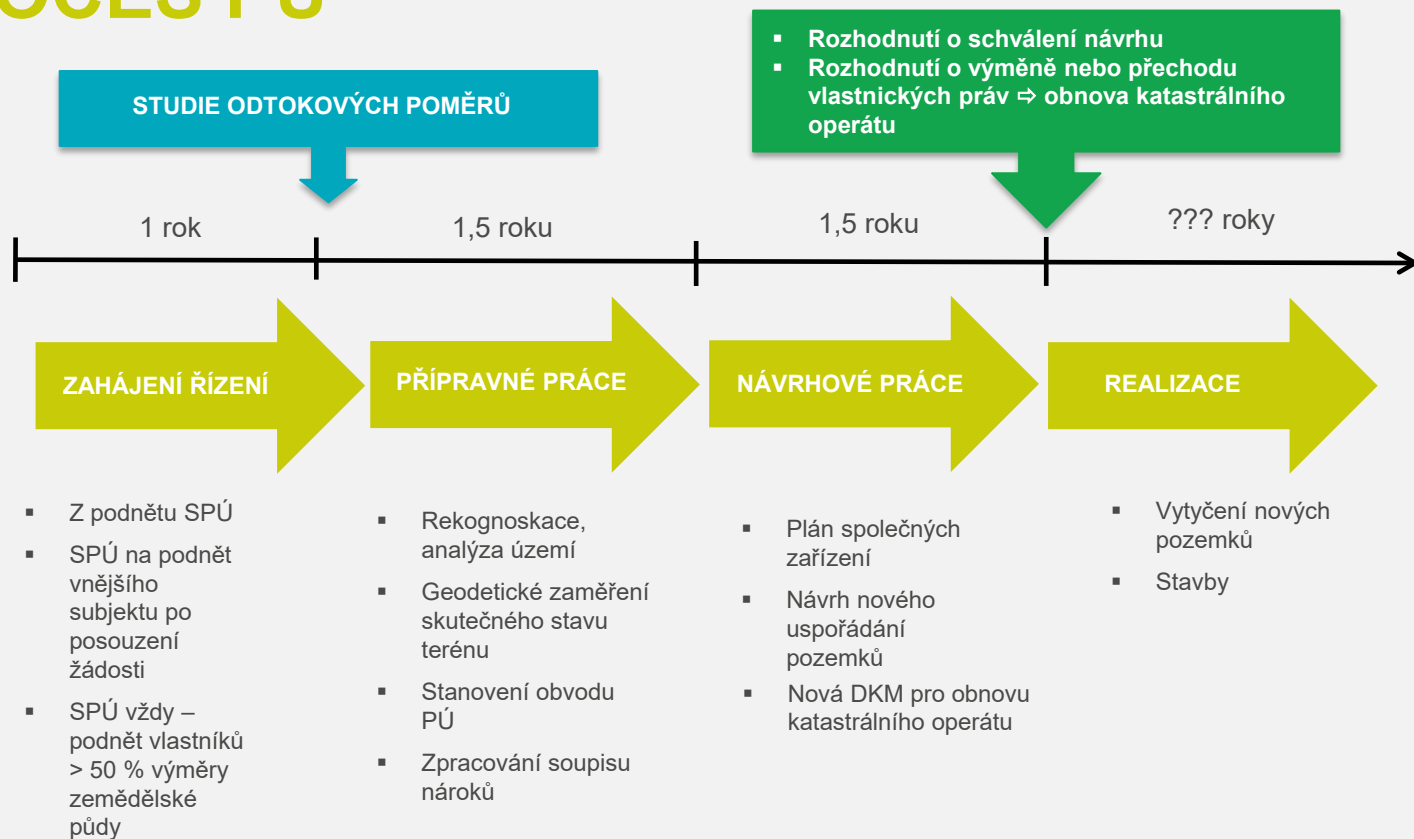 STUDIE ODTOKOVÝCH POMĚRŮ
▪ Rozhodnutí o schválení návrhu
▪ Rozhodnutí o výměně nebo přechodu
vlastnických práv ⇨ obnova katastrálního
operátu
1 rok
1,5 roku
1,5 roku
??? roky
ZAHÁJENÍ ŘÍZENÍ
PŘÍPRAVNÉ PRÁCE
NÁVRHOVÉ PRÁCE
REALIZACE
▪ Z podnětu SPÚ
▪ SPÚ na podnět
vnějšího
subjektu po
posouzení
žádosti
▪ SPÚ vždy –
podnět vlastníků
> 50 % výměry
zemědělské
půdy
▪ Rekognoskace,
analýza území
▪ Geodetické zaměření
skutečného stavu
terénu
▪ Stanovení obvodu
PÚ
▪ Zpracování soupisu
nároků
▪ Plán společných
zařízení
▪ Návrh nového
uspořádání
pozemků
▪ Nová DKM pro obnovu
katastrálního operátu
▪ Vytyčení nových
pozemků
▪ Stavby